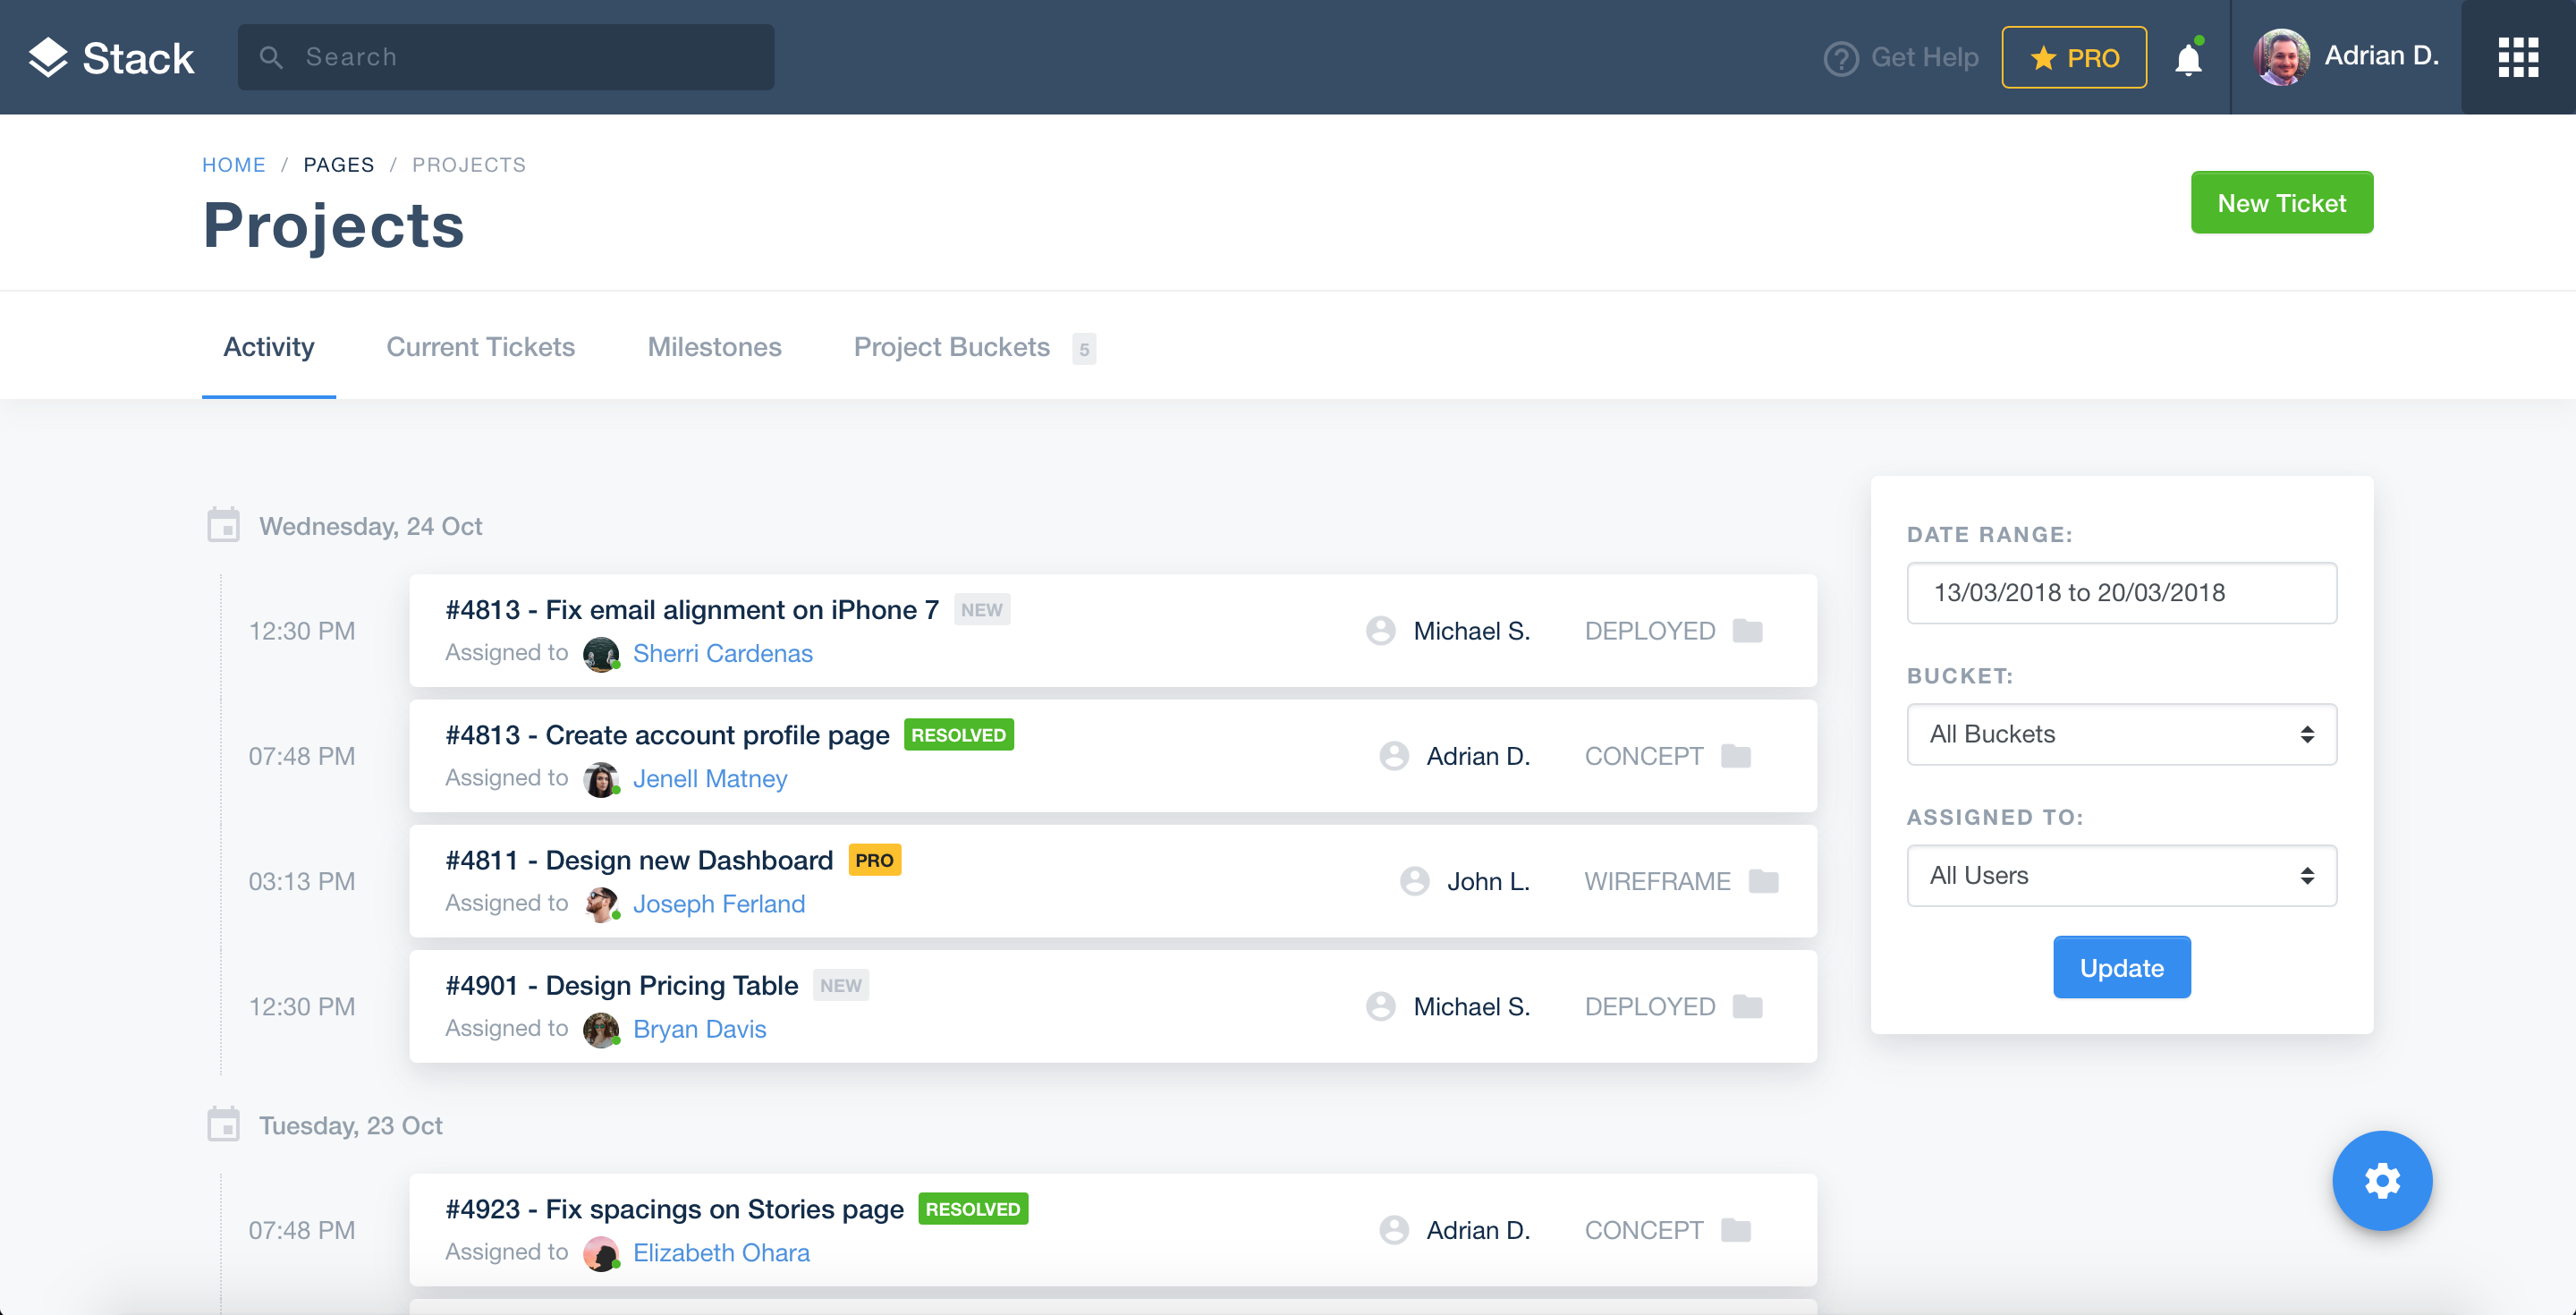 Stack
Search
Get Help
PRO
Adrian D.
HOME / PAGES / PROJECTS
Projects
New Ticket
Activity
Current Tickets
Milestones
Project Buckets 5
Wednesday, 24 Oct
12:30 PM
#4813 - Fix email alignment on iPhone 7 NEW
Assigned to Sherri Cardenas
Michael S.
DEPLOYED
07:48 PM
#4813 - Create account profile page RESOLVED
Assigned to Jenell Matney
Adrian D.
CONCEPT
03:13 PM
#4811 - Design new Dashboard PRO
Assigned to Joseph Ferland
John L.
WIREFRAME
12:30 PM
#4901 - Design Pricing Table NEW
Assigned to Bryan Davis
Michael S.
DEPLOYED
Tuesday, 23 Oct
07:48 PM
#4923 - Fix spacings on Stories page RESOLVED
Assigned to Elizabeth Ohara
Adrian D.
CONCEPT
DATE RANGE:
13/03/2018 to 20/03/2018
BUCKET:
All Buckets
ASSIGNED TO:
All Users
Update